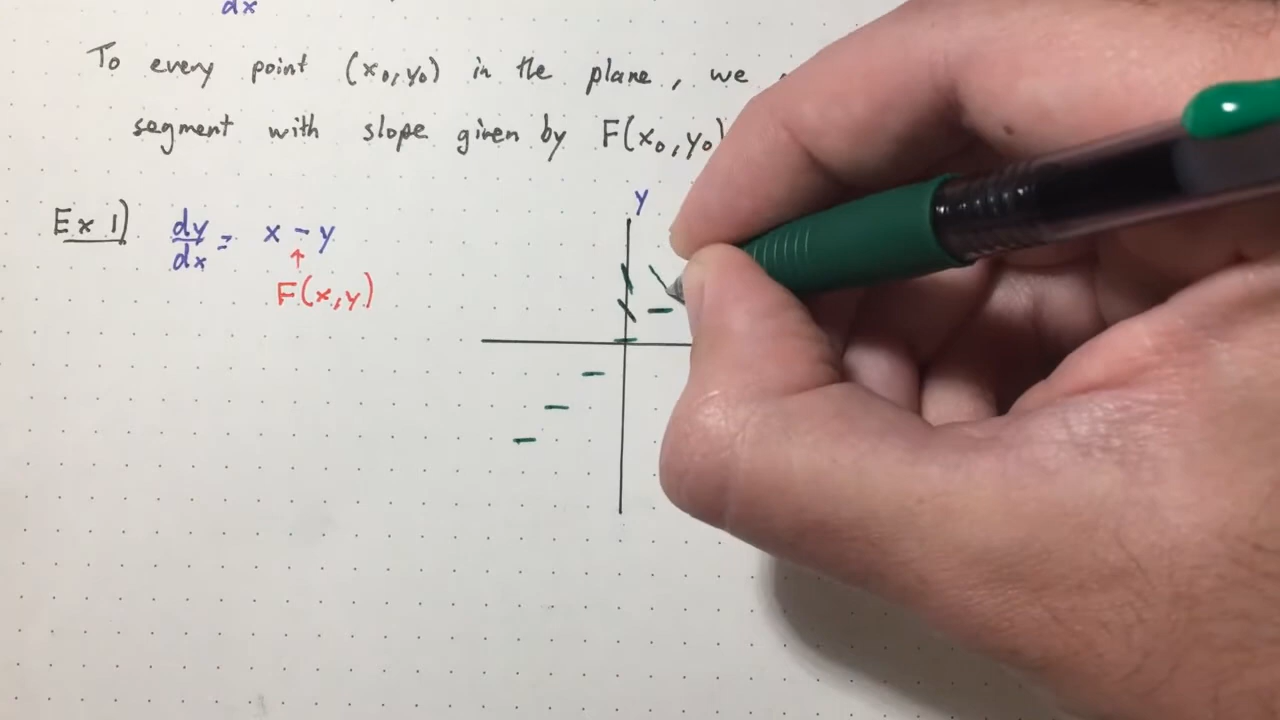 dx
To every point (x₀,y₀) in the plane, we
segment with slope given by F(x₀,y₀)
Ex 1) dy/dx = x - y
y
↑
F(x,y)